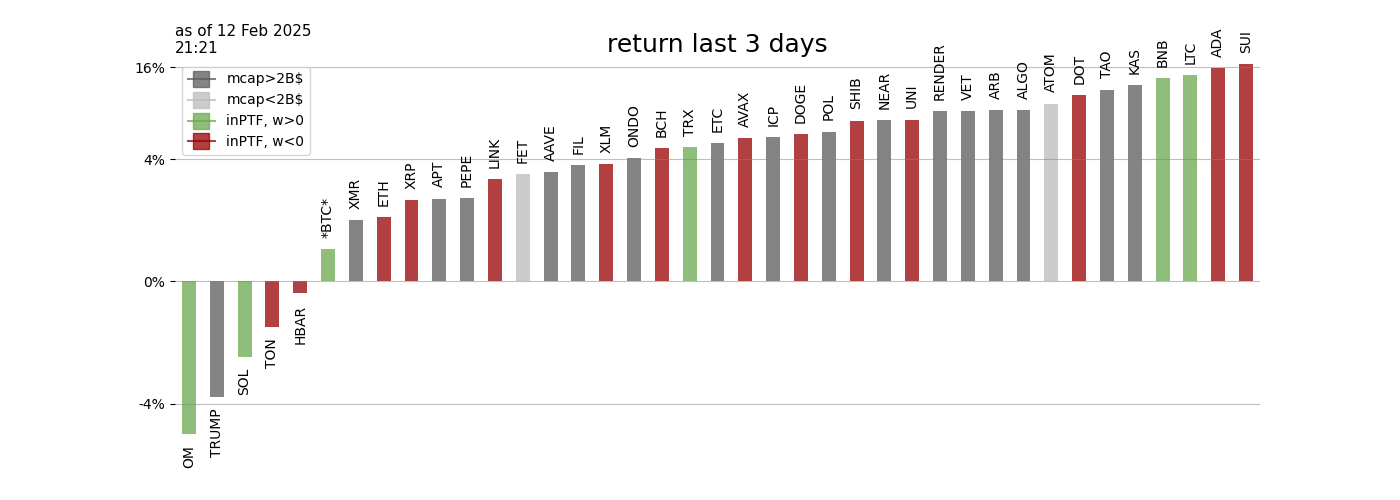 as of 12 Feb 2025
21:21
return last 3 days
16%
4%
0%
-4%
mcap>2B$
mcap<2B$
inPTF, w>0
inPTF, w<0
OM
TRUMP
SOL
TON
HBAR
*BTC*
XMR
ETH
XRP
APT
PEPE
LINK
FET
AAVE
FIL
XLM
ONDO
BCH
TRX
ETC
AVAX
ICP
DOGE
POL
SHIB
NEAR
UNI
RENDER
VET
ARB
ALGO
ATOM
DOT
TAO
KAS
BNB
LTC
ADA
SUI